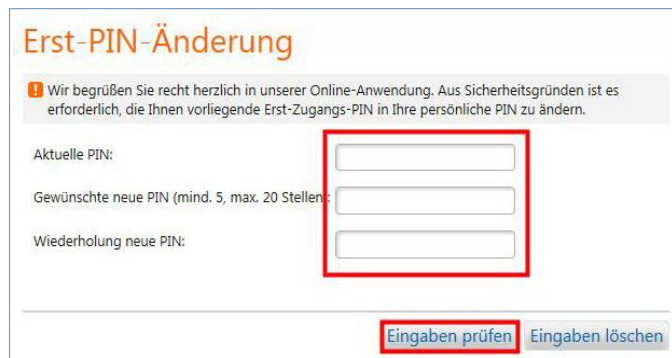 Erst-PIN-Änderung
! Wir begrüßen Sie recht herzlich in unserer Online-Anwendung. Aus Sicherheitsgründen ist es
erforderlich, die Ihnen vorliegende Erst-Zugangs-PIN in Ihre persönliche PIN zu ändern.
Aktuelle PIN:
Gewünschte neue PIN (mind. 5, max. 20 Stellen):
Wiederholung neue PIN:
Eingaben prüfen Eingaben löschen